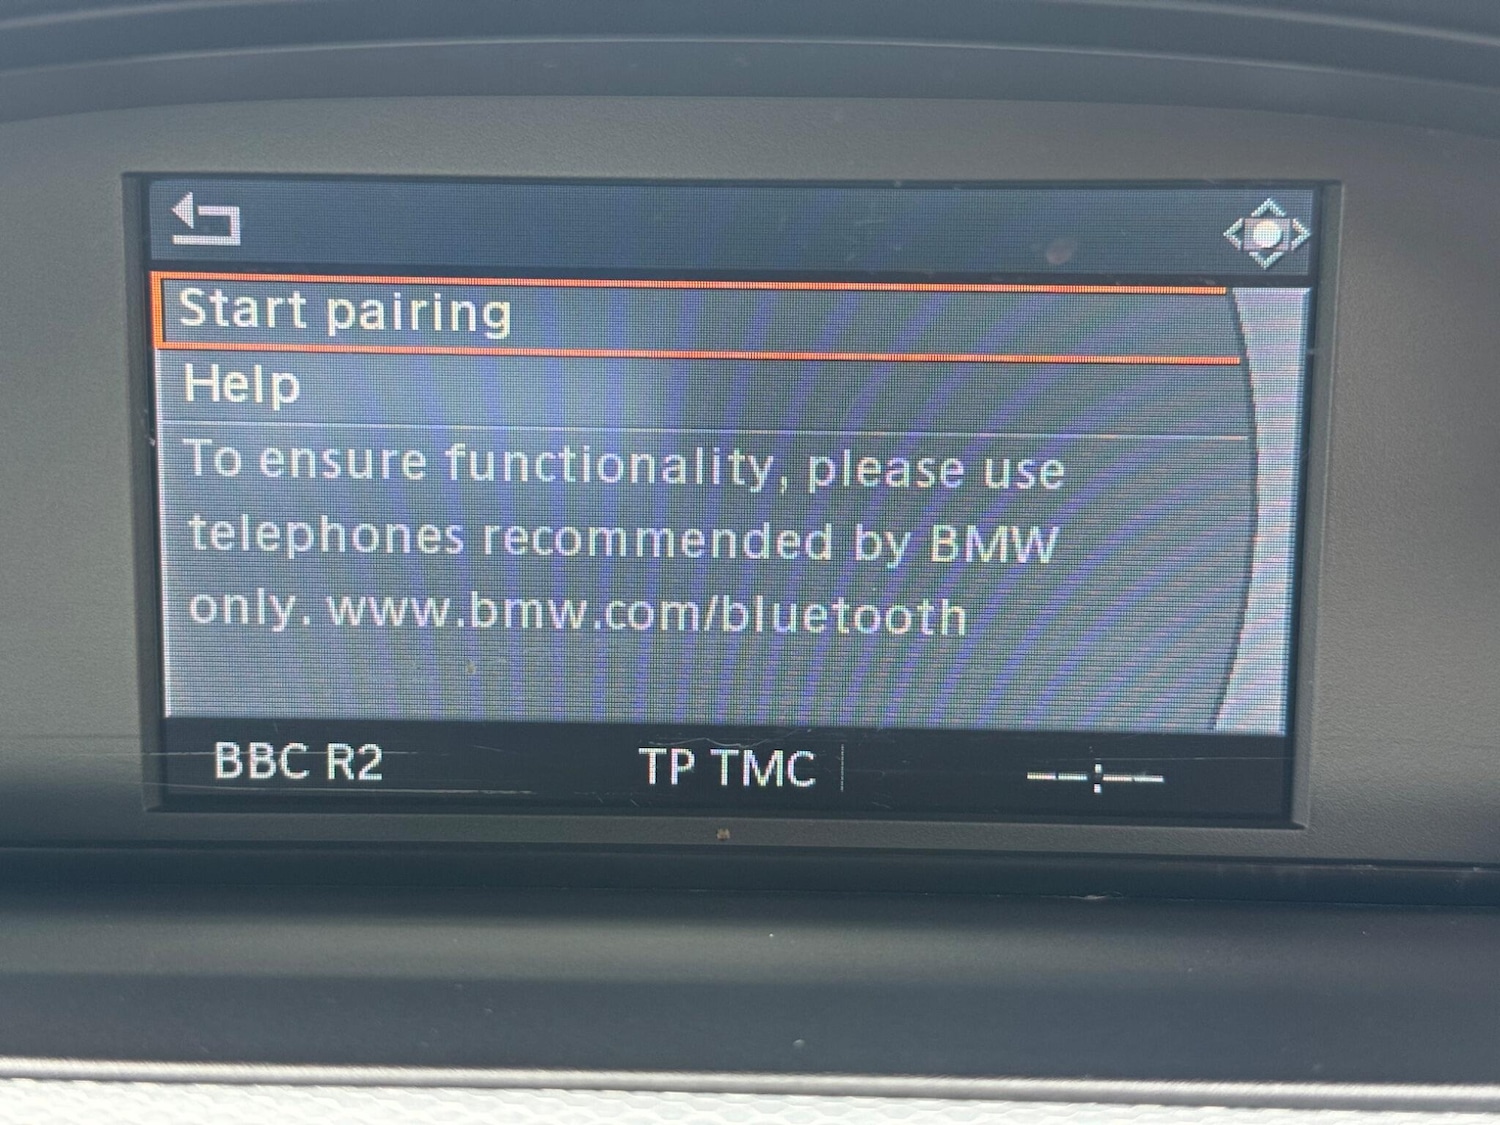 Start pairing
Help
To ensure functionality, please use
telephones recommended by BMW
only. www.bmw.com/bluetooth
BBC R2 TP TMC --:--